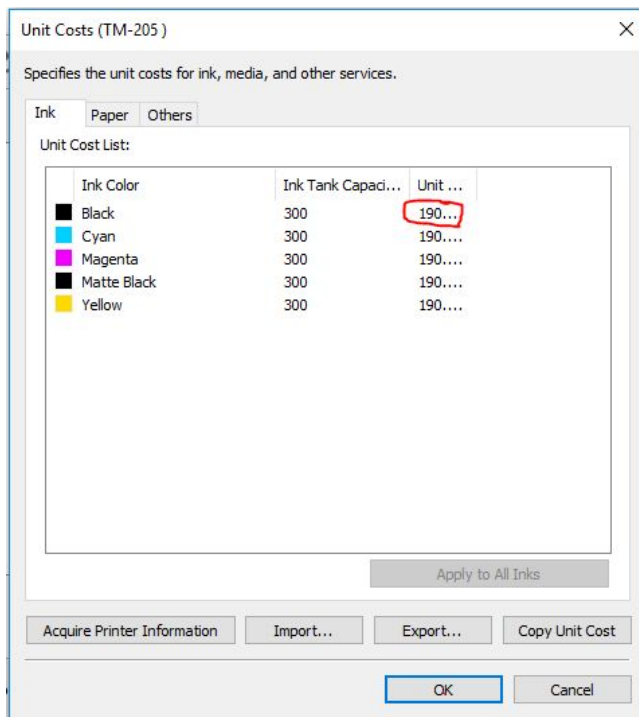 Unit Costs (TM-205 )
Specifies the unit costs for ink, media, and other services.
Ink Paper Others
Unit Cost List:
Ink Color Ink Tank Capaci... Unit ...
Black 300 190...
Cyan 300 190....
Magenta 300 190....
Matte Black 300 190....
Yellow 300 190....
Apply to All Inks
Acquire Printer Information Import... Export... Copy Unit Cost
OK Cancel